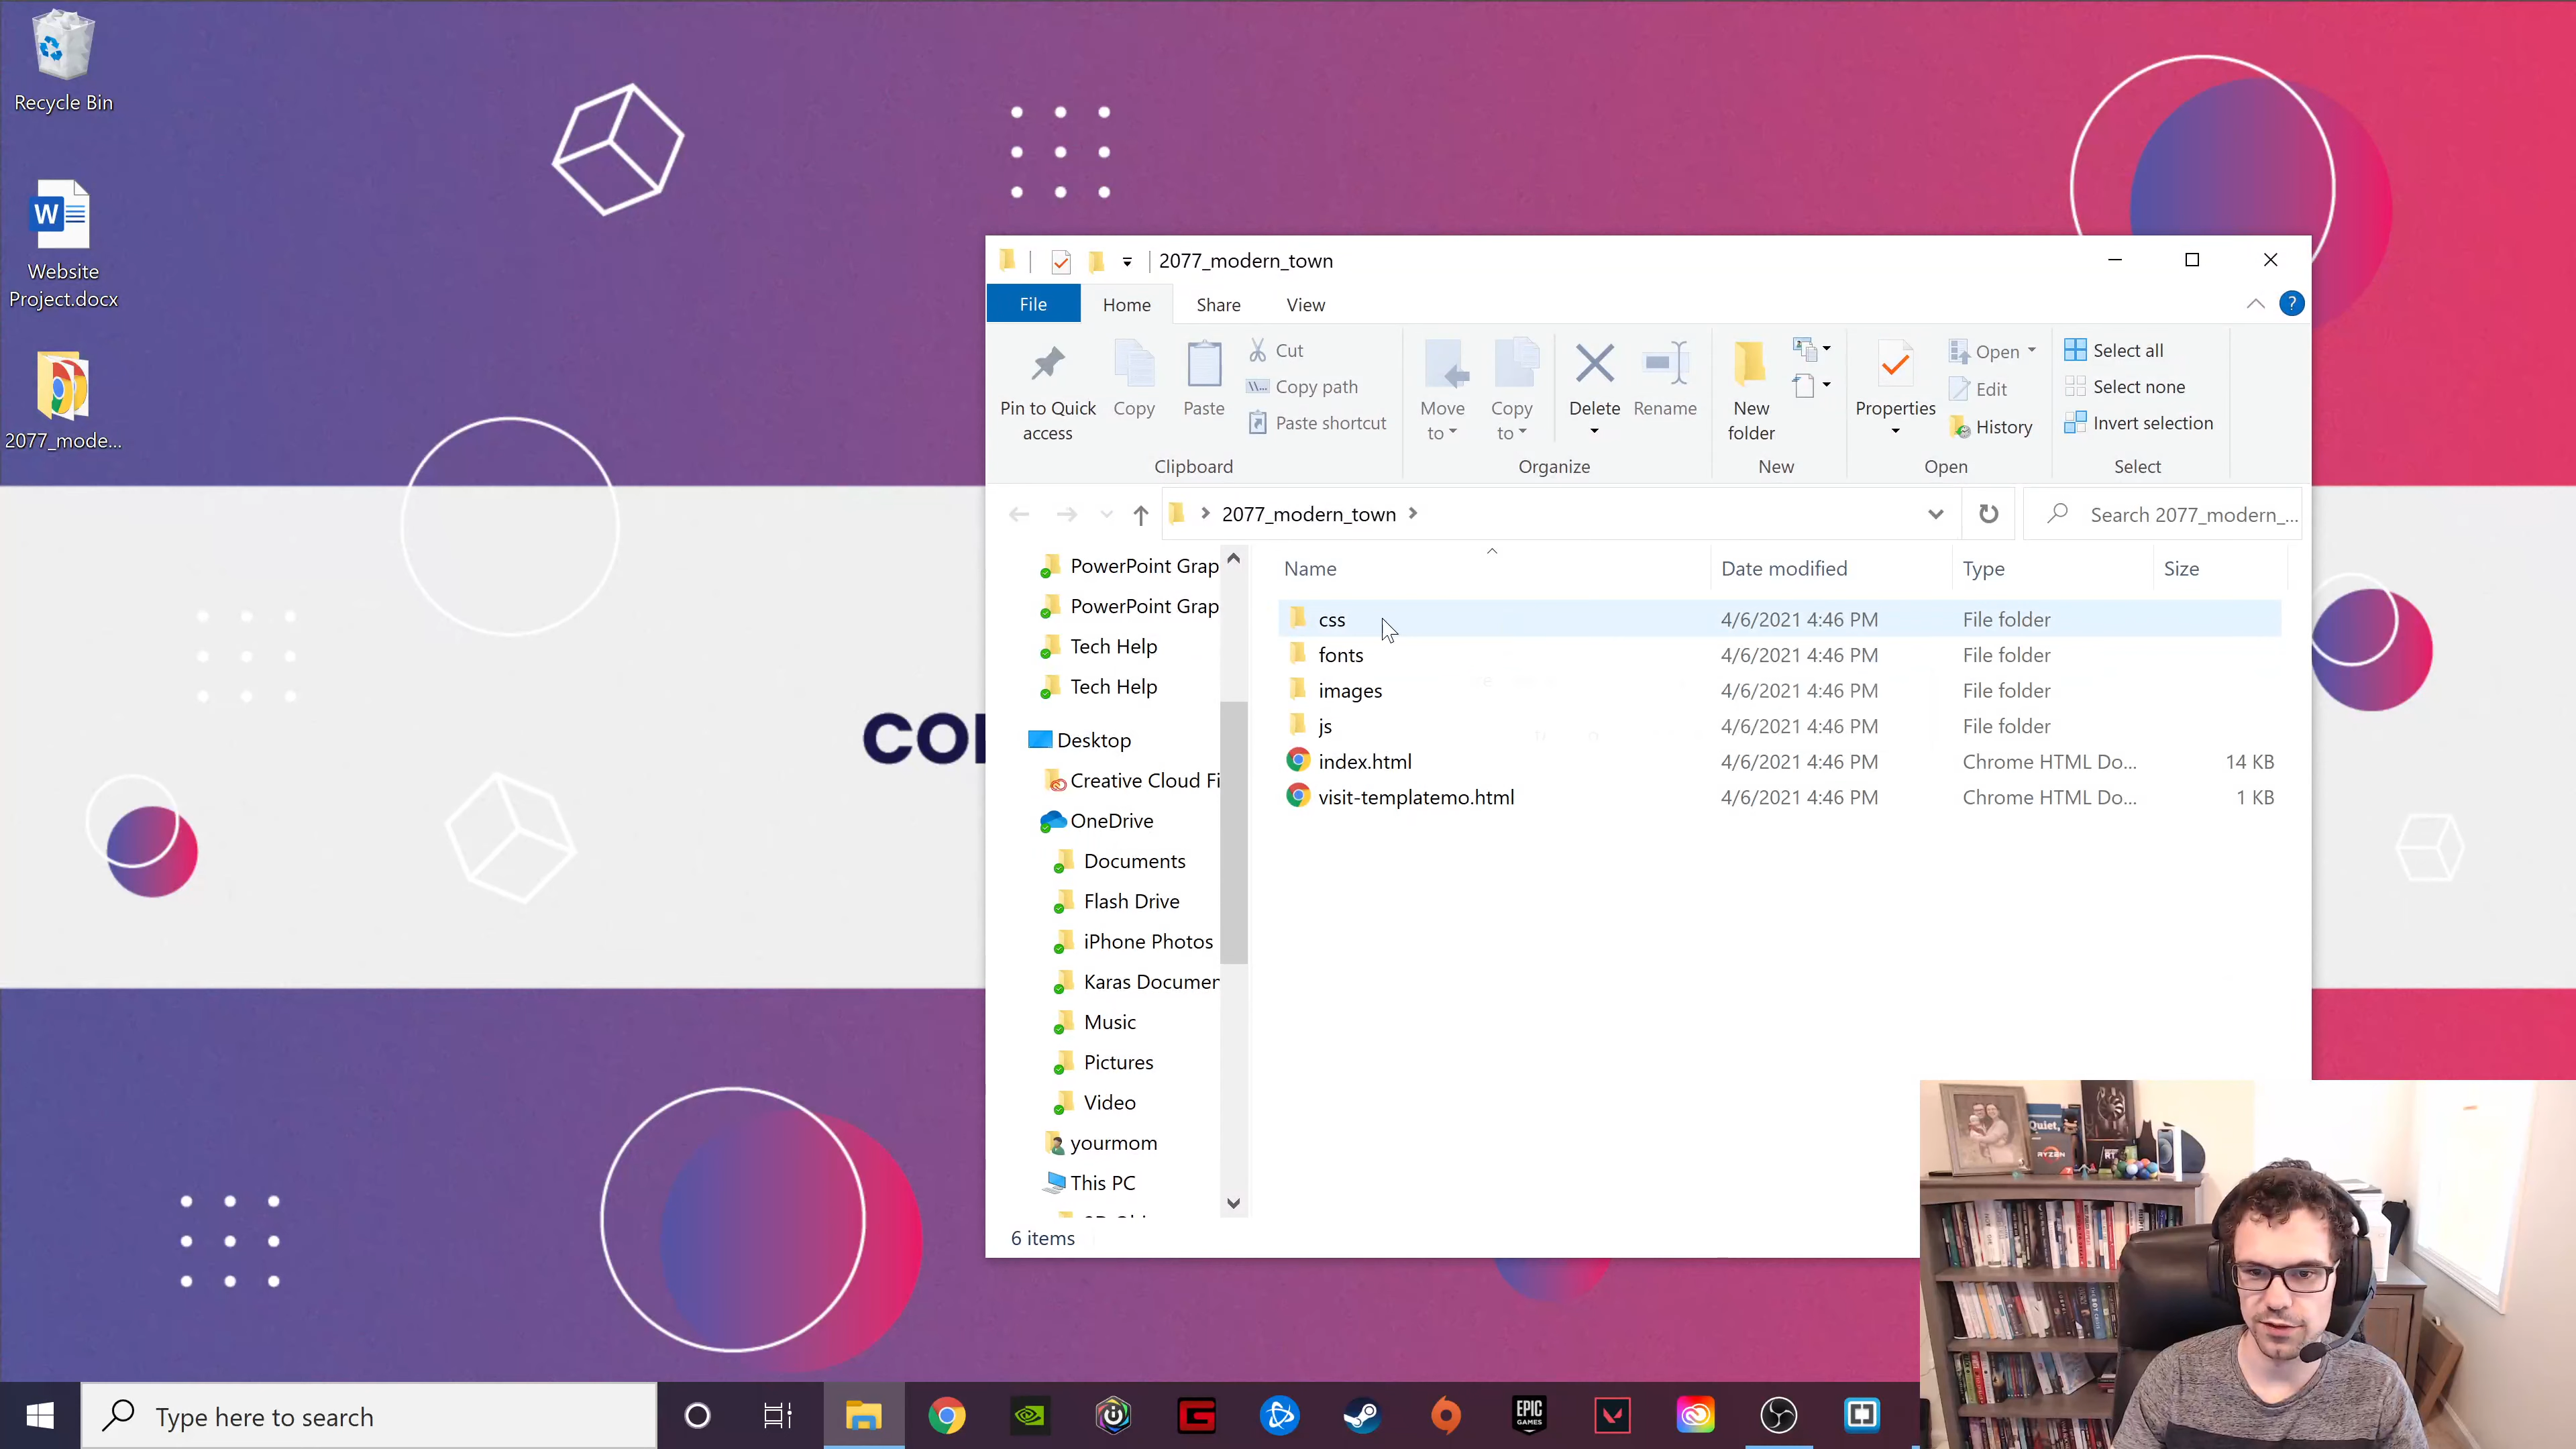 Recycle Bin
Website
Project.docx
2077_mode...
COI
2077_modern_town
File
Home
Share
View
Pin to Quick
access
Copy
Paste
Cut
Copy path
Paste shortcut
Clipboard
Move
to
Copy
to
Delete
Rename
Organize
New
folder
New
Properties
Open
Edit
History
Open
Select all
Select none
Invert selection
Select
2077_modern_town
Search 2077_modern_...
PowerPoint Grap
PowerPoint Grap
Tech Help
Tech Help
Desktop
Creative Cloud Fi
OneDrive
Documents
Flash Drive
iPhone Photos
Karas Documer
Music
Pictures
Video
yourmom
This PC
Name Date modified Type Size
css 4/6/2021 4:46 PM File folder
fonts 4/6/2021 4:46 PM File folder
images 4/6/2021 4:46 PM File folder
js 4/6/2021 4:46 PM File folder
index.html 4/6/2021 4:46 PM Chrome HTML Do... 14 KB
visit-templatemo.html 4/6/2021 4:46 PM Chrome HTML Do... 1 KB
6 items
Quiet,
RYZEN
Type here to search
EPIC
GAMES